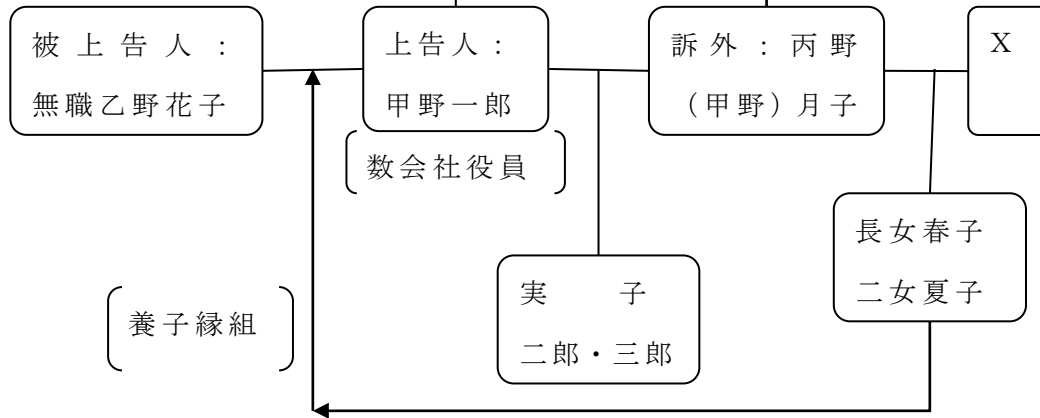 被上告人：
無職乙野花子
上告人：
甲野一郎
数会社役員
訴外：丙野
（甲野）月子
X
長女春子
二女夏子
実　　子
二郎・三郎
養子縁組